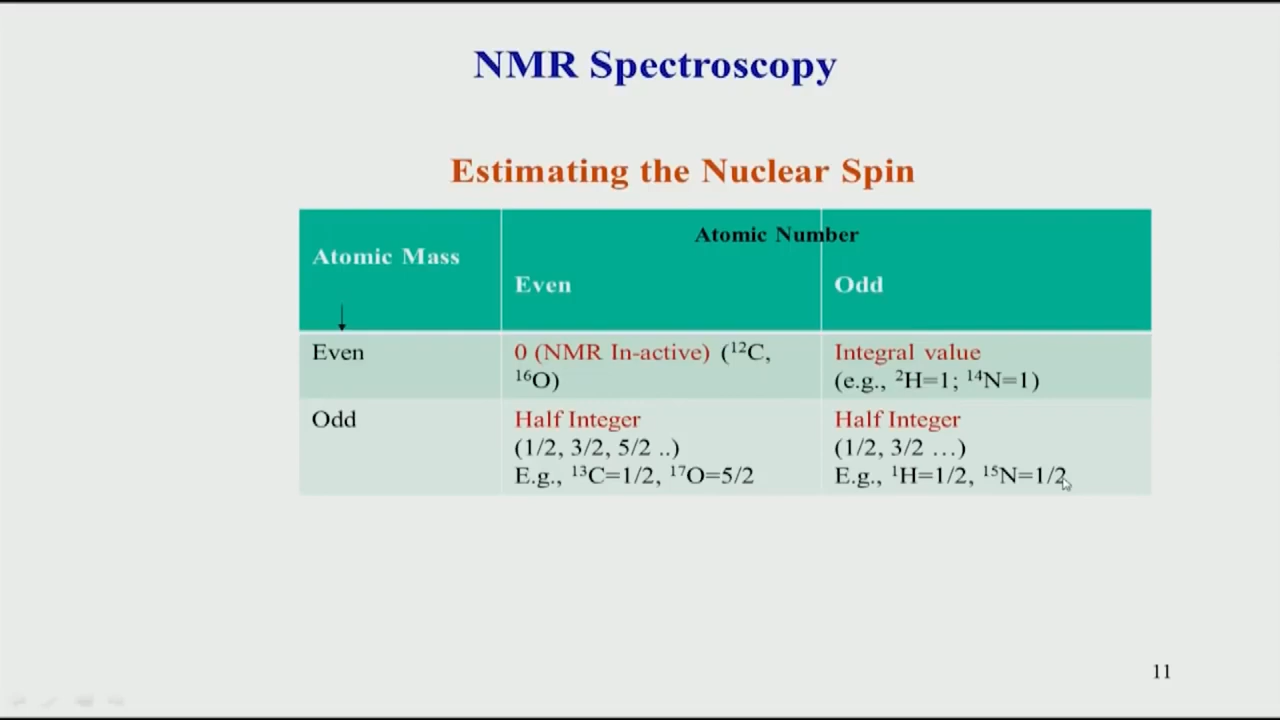 NMR Spectroscopy
Estimating the Nuclear Spin
Atomic Mass
Atomic Number
Even
Odd
Even
0 (NMR In-active) (¹²C,
¹⁶O)
Integral value
(e.g., ²H=1; ¹⁴N=1)
Odd
Half Integer
(1/2, 3/2, 5/2 ..)
E.g., ¹³C=1/2, ¹⁷O=5/2
Half Integer
(1/2, 3/2 …)
E.g., ¹H=1/2, ¹⁵N=1/2
11